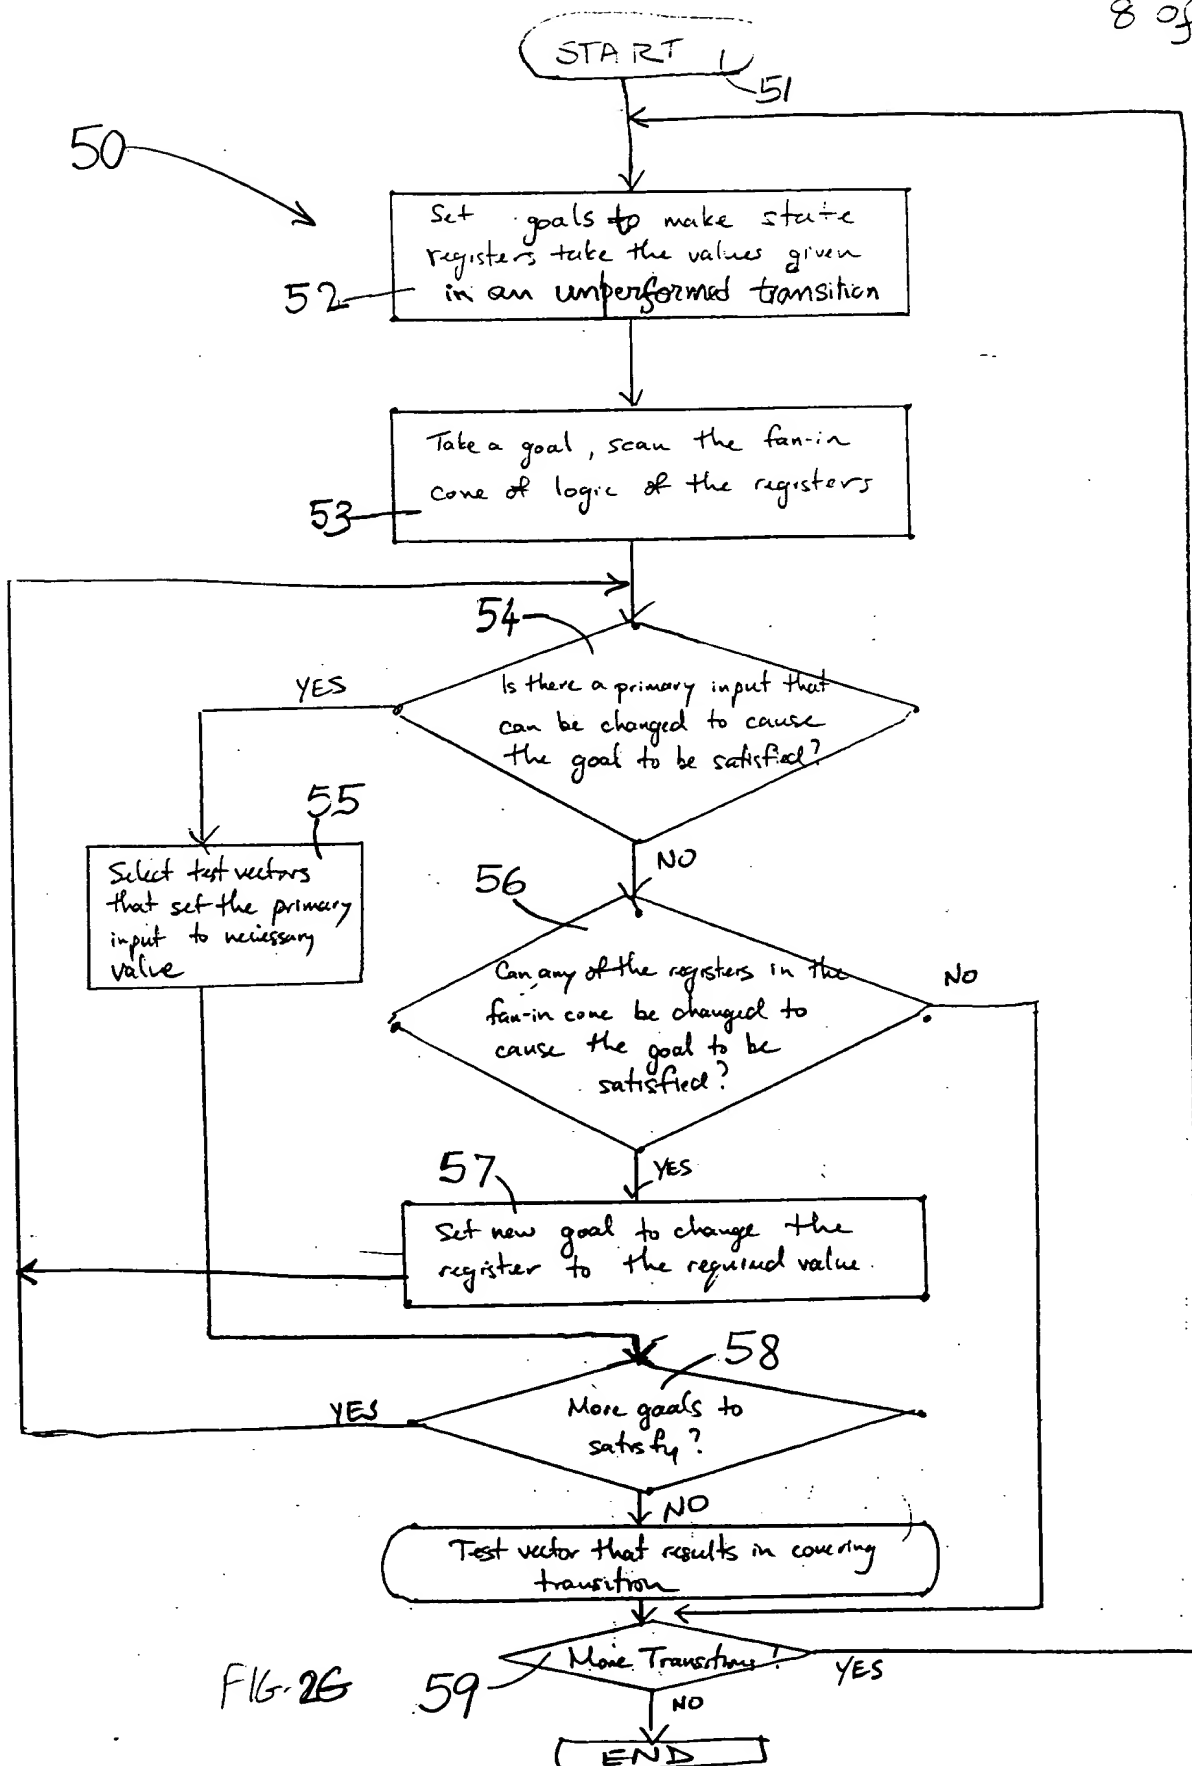 8 of
START
51
50
Set goals to make state
registers take the values given
in an unperformed transition
52
Take a goal, scan the fan-in
cone of logic of the registers
53
54
Is there a primary input that
can be changed to cause
the goal to be satisfied?
YES
NO
55
Select test vectors
that set the primary
input to necessary
value
56
Can any of the registers in the
fan-in cone be changed to
cause the goal to be
satisfied?
NO
YES
57
Set new goal to change the
register to the required value.
58
More goals to
satisfy?
YES
NO
Test vector that results in covering
transition
More Transitions?
59
YES
NO
END
FIG. 2G